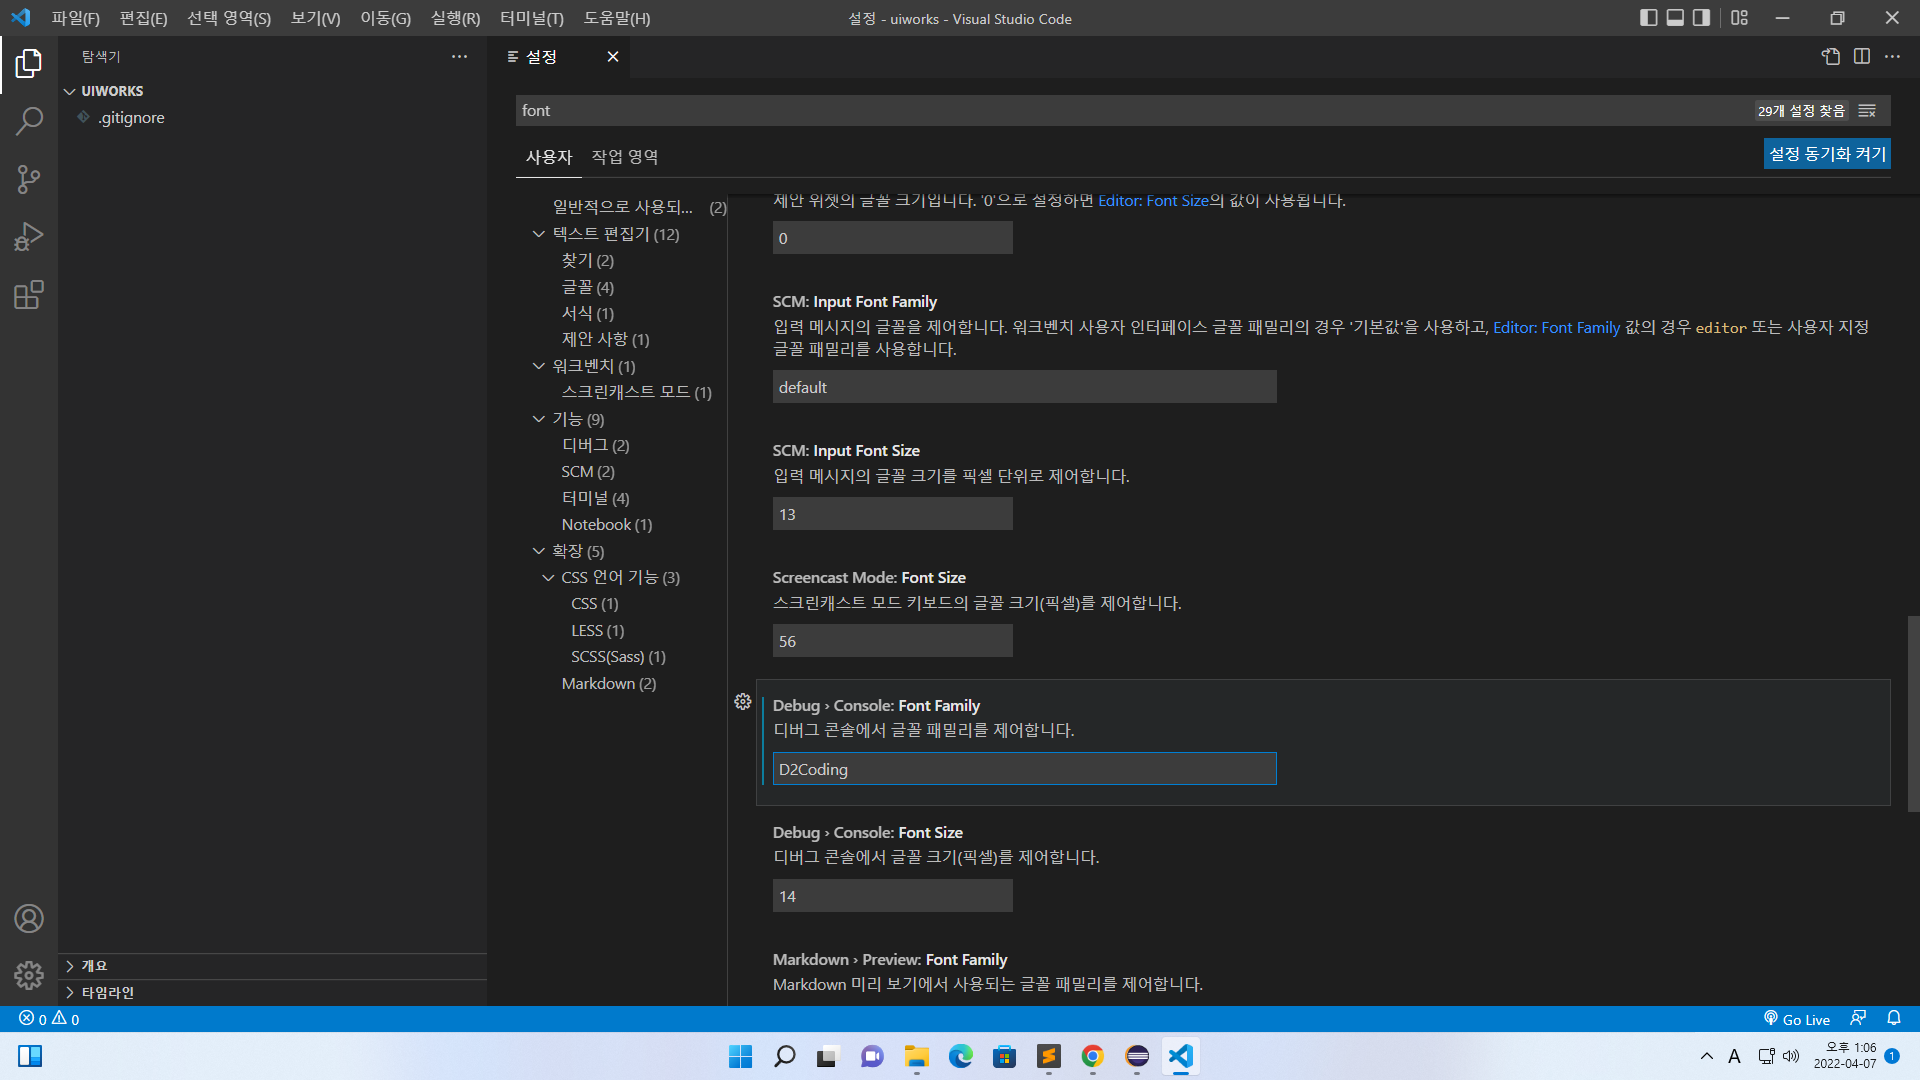 파일(F) 편집(E) 선택 영역(S) 보기(V) 이동(G) 실행(R) 터미널(T) 도움말(H)
설정 - uiworks - Visual Studio Code
탐색기
설정
UIWORKS
.gitignore
font
29개 설정 찾음
사용자 작업 영역
설정 동기화 켜기
일반적으로 사용되... (2)
텍스트 편집기 (12)
찾기 (2)
글꼴 (4)
서식 (1)
제안 사항 (1)
워크벤치 (1)
스크린캐스트 모드 (1)
기능 (9)
디버그 (2)
SCM (2)
터미널 (4)
Notebook (1)
확장 (5)
CSS 언어 기능 (3)
CSS (1)
LESS (1)
SCSS(Sass) (1)
Markdown (2)
제안 위젯의 글꼴 크기입니다. '0'으로 설정하면 Editor: Font Size의 값이 사용됩니다.
0
SCM: Input Font Family
입력 메시지의 글꼴을 제어합니다. 워크벤치 사용자 인터페이스 글꼴 패밀리의 경우 '기본값'을 사용하고, Editor: Font Family 값의 경우 editor 또는 사용자 지정
글꼴 패밀리를 사용합니다.
default
SCM: Input Font Size
입력 메시지의 글꼴 크기를 픽셀 단위로 제어합니다.
13
Screencast Mode: Font Size
스크린캐스트 모드 키보드의 글꼴 크기(픽셀)를 제어합니다.
56
Debug › Console: Font Family
디버그 콘솔에서 글꼴 패밀리를 제어합니다.
D2Coding
Debug › Console: Font Size
디버그 콘솔에서 글꼴 크기(픽셀)를 제어합니다.
14
Markdown › Preview: Font Family
Markdown 미리 보기에서 사용되는 글꼴 패밀리를 제어합니다.
개요
타임라인
0 0
Go Live
A
오후 1:06
2022-04-07
1